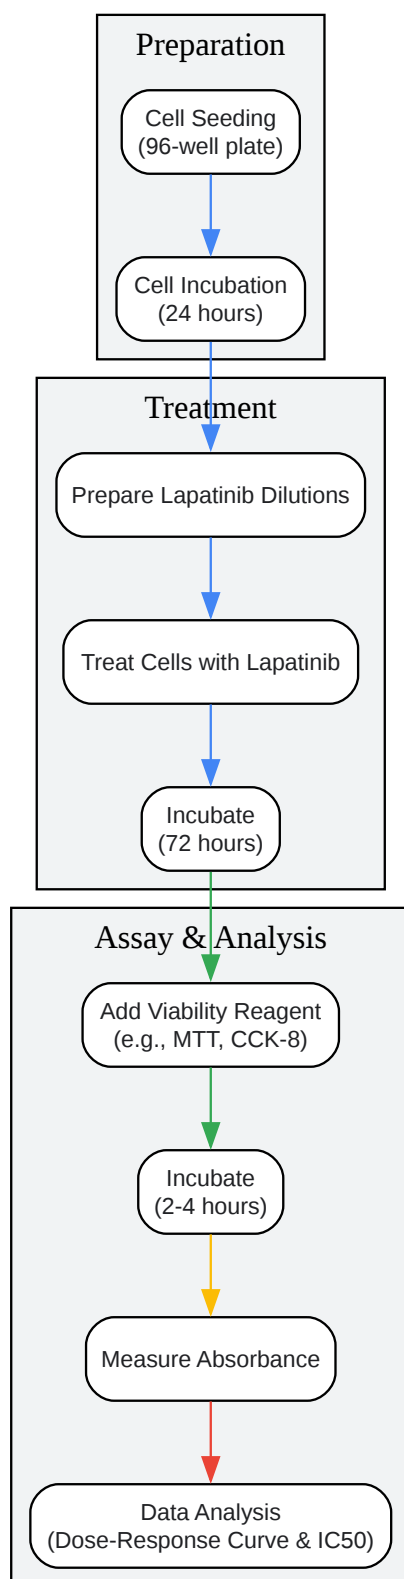 Preparation
Cell Seeding
(96-well plate)
Cell Incubation
(24 hours)
Treatment
Prepare Lapatinib Dilutions
Treat Cells with Lapatinib
Incubate
(72 hours)
Assay & Analysis
Add Viability Reagent
(e.g., MTT, CCK-8)
Incubate
(2-4 hours)
Measure Absorbance
Data Analysis
(Dose-Response Curve & IC50)